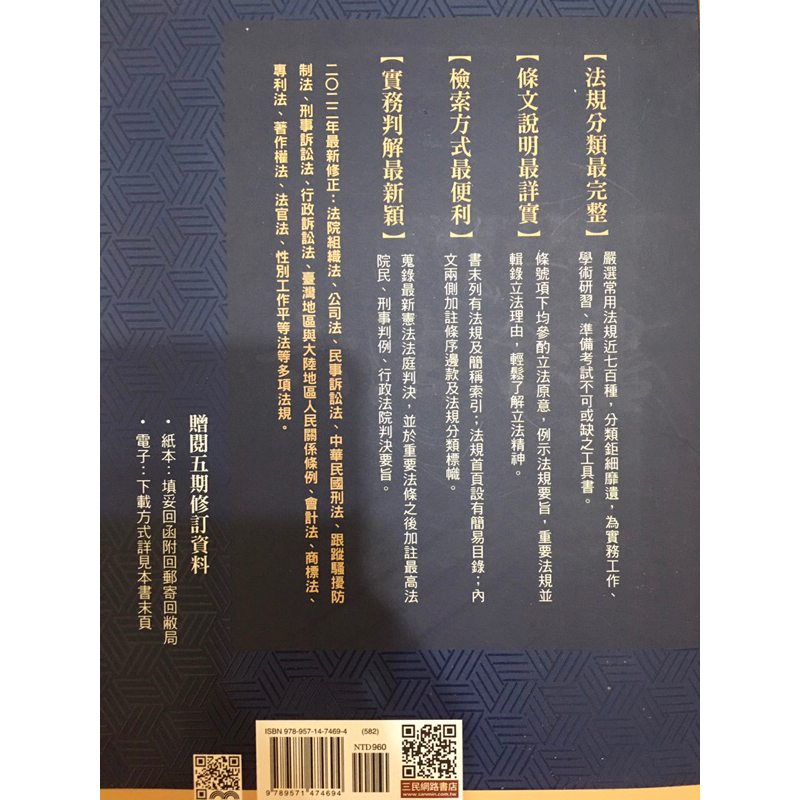 【法規分類最完整】
嚴選常用法規近七百種，分類鉅細靡遺，為實務工作、
學術研習、準備考試不可或缺之工具書。
【條文說明最詳實】
條號項下均參酌立法原意，例示法規要旨，重要法規並
輯錄立法理由，輕鬆了解立法精神。
【檢索方式最便利】
書末列有法規及簡稱索引；法規首頁設有簡易目錄；內
文兩側加註條序邊款及法規分類標幟。
【實務判解最新穎】
蒐錄最新憲法法庭判決，並於重要法條之後加註最高法
院民、刑事判例、行政法院判決要旨。
二〇二二年最新修正：法院組織法、公司法、民事訴訟法、中華民國刑法、跟蹤騷擾防
制法、刑事訴訟法、行政訴訟法、臺灣地區與大陸地區人民關係條例、會計法、商標法、
專利法、著作權法、法官法、性別工作平等法等多項法規。
贈閱五期修訂資料
・紙本：填妥回函附回郵寄回敝局
・電子：下載方式詳見本書末頁
ISBN 978-957-14-7469-4 (582)
NTD960
9789571474694
三民網路書店
www.sanmin.com.tw